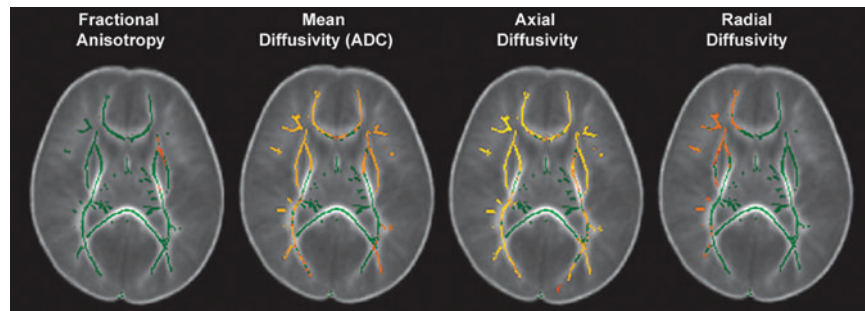 Fractional
Anisotropy
Mean
Diffusivity (ADC)
Axial
Diffusivity
Radial
Diffusivity